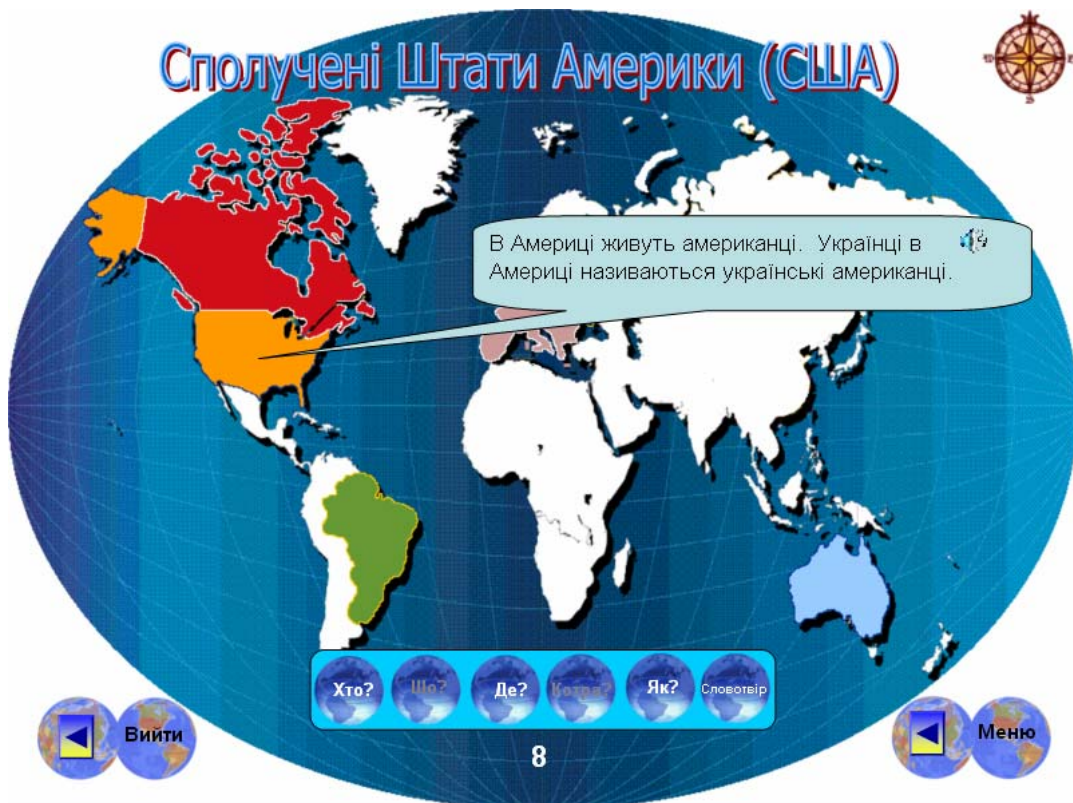 Сполучені Штати Америки (США)
В Америці живуть американці. Українці в
Америці називаються українські американці.
Хто?
Що?
Де?
Котра?
Як?
Словотвір
Вийти
8
Меню